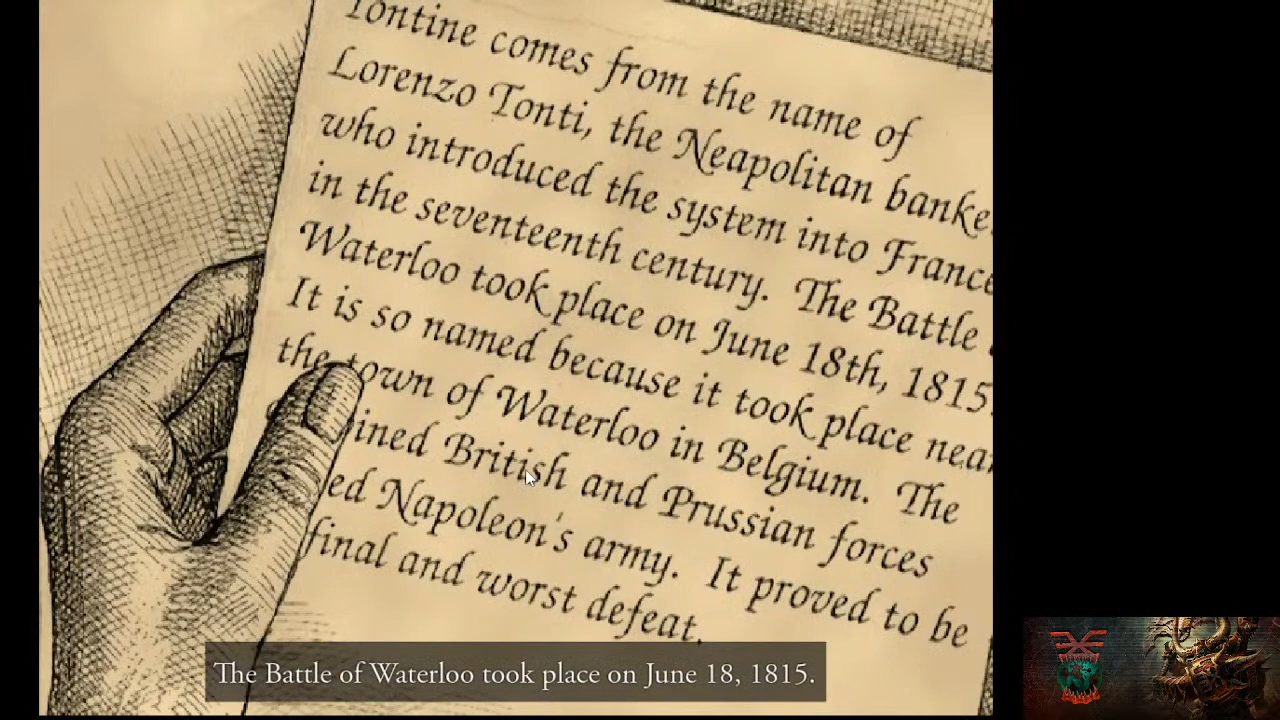 Tontine comes from the name of
Lorenzo Tonti, the Neapolitan banke
who introduced the system into France
in the seventeenth century. The Battle
Waterloo took place on June 18th, 1815.
It is so named because it took place near
the town of Waterloo in Belgium. The
ined British and Prussian forces
ed Napoleon's army. It proved to be
final and worst defeat.
The Battle of Waterloo took place on June 18, 1815.